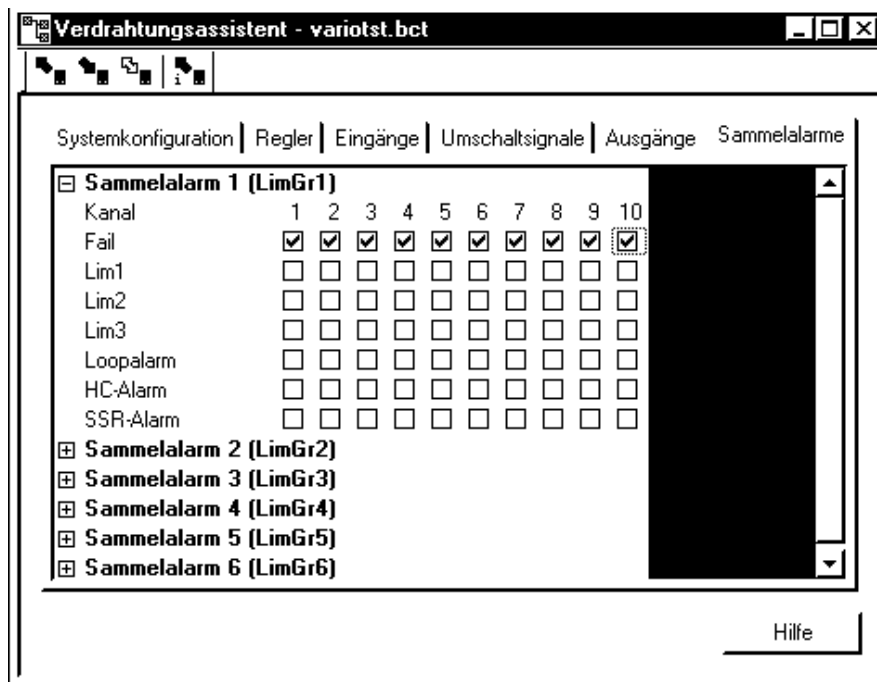 Verdrahtungsassistent - variotst.bct
i
Systemkonfiguration Regler Eingänge Umschaltsignale Ausgänge Sammelalarme
Sammelalarm 1 (LimGr1)
Kanal 1 2 3 4 5 6 7 8 9 10
Fail
Lim1
Lim2
Lim3
Loopalarm
HC-Alarm
SSR-Alarm
Sammelalarm 2 (LimGr2)
Sammelalarm 3 (LimGr3)
Sammelalarm 4 (LimGr4)
Sammelalarm 5 (LimGr5)
Sammelalarm 6 (LimGr6)
Hilfe